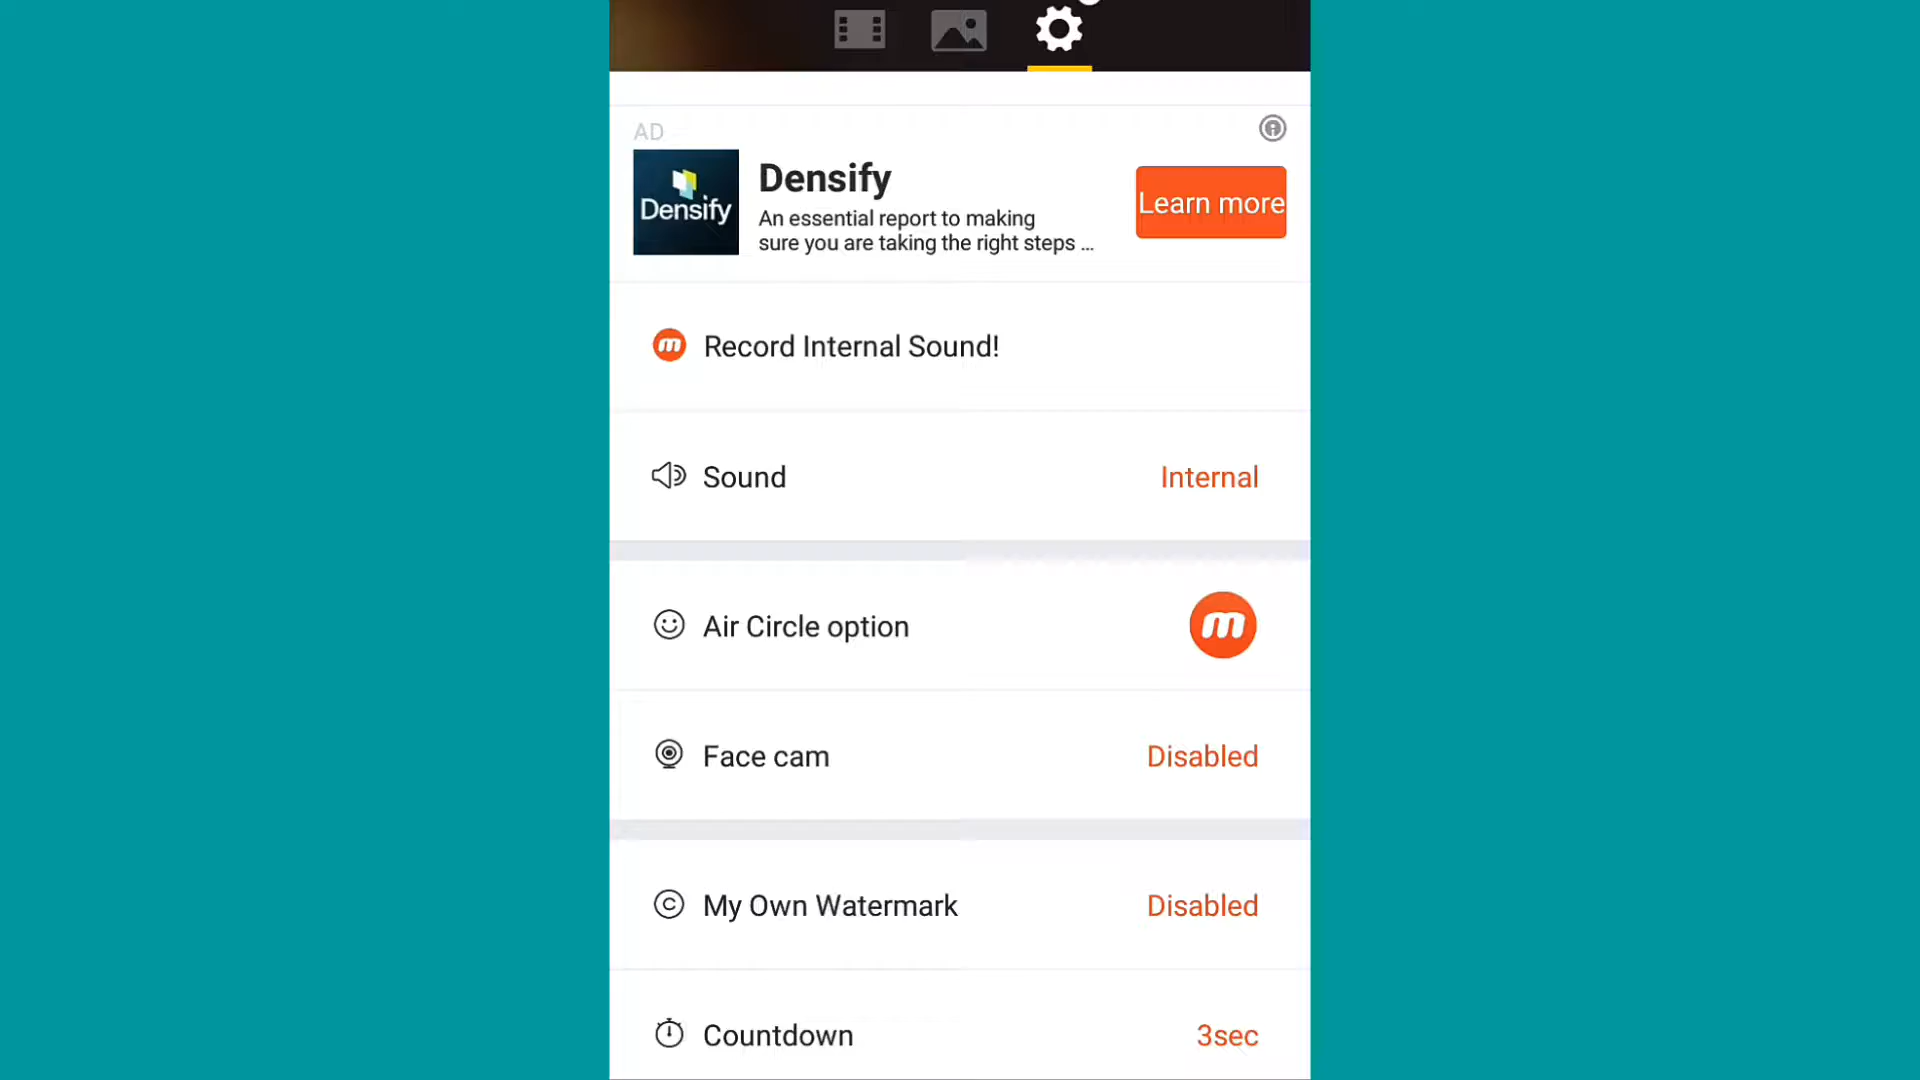 AD
Densify
Densify
An essential report to making
sure you are taking the right steps ...
Learn more
m
Record Internal Sound!
Sound
Internal
Air Circle option
m
Face cam
Disabled
My Own Watermark
Disabled
Countdown
3sec